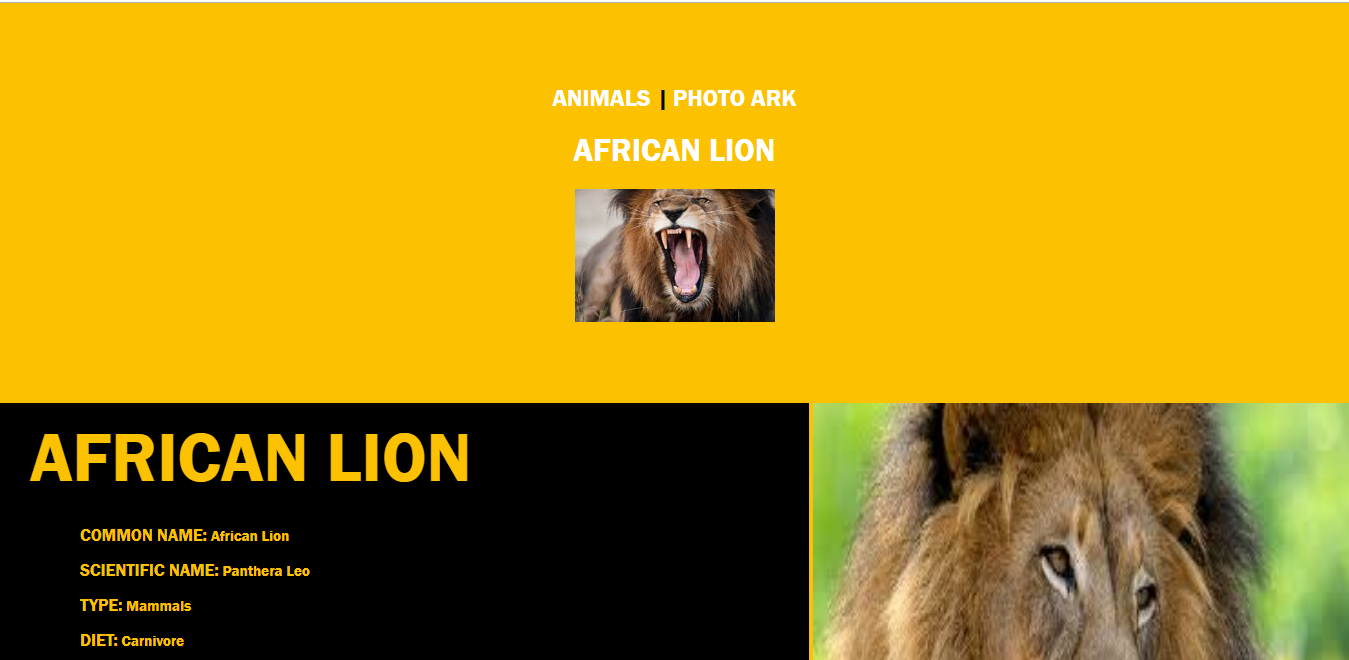 ANIMALS | PHOTO ARK
AFRICAN LION
AFRICAN LION
COMMON NAME: African Lion
SCIENTIFIC NAME: Panthera Leo
TYPE: Mammals
DIET: Carnivore